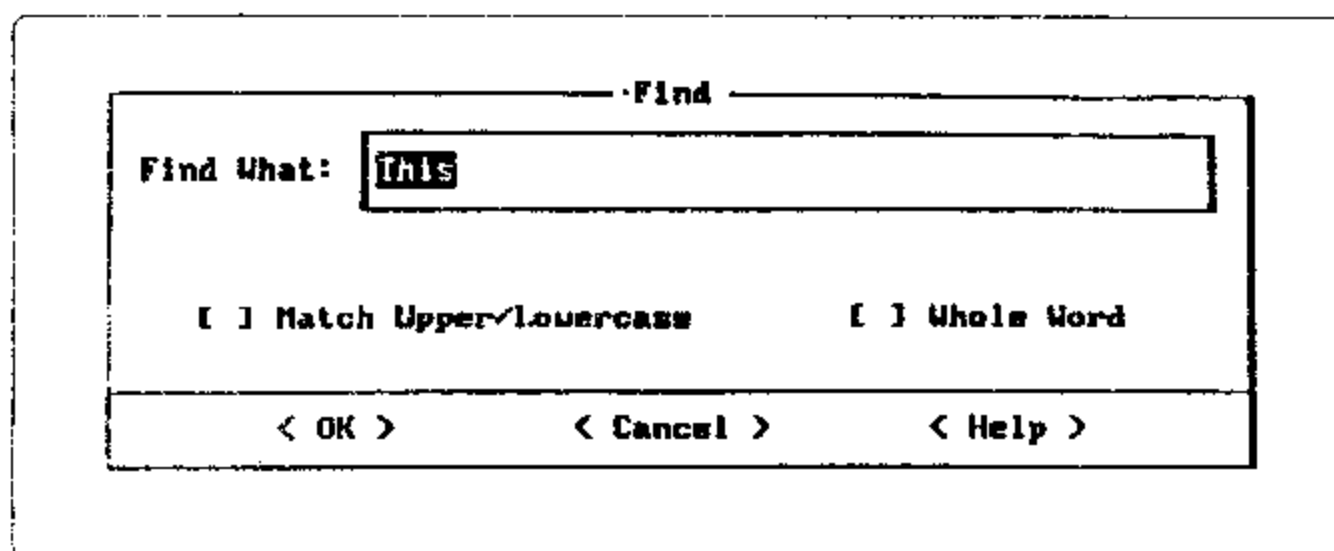 Find
Find What: This
[ ] Match Upper/lowercase [ ] Whole Word
< OK > < Cancel > < Help >